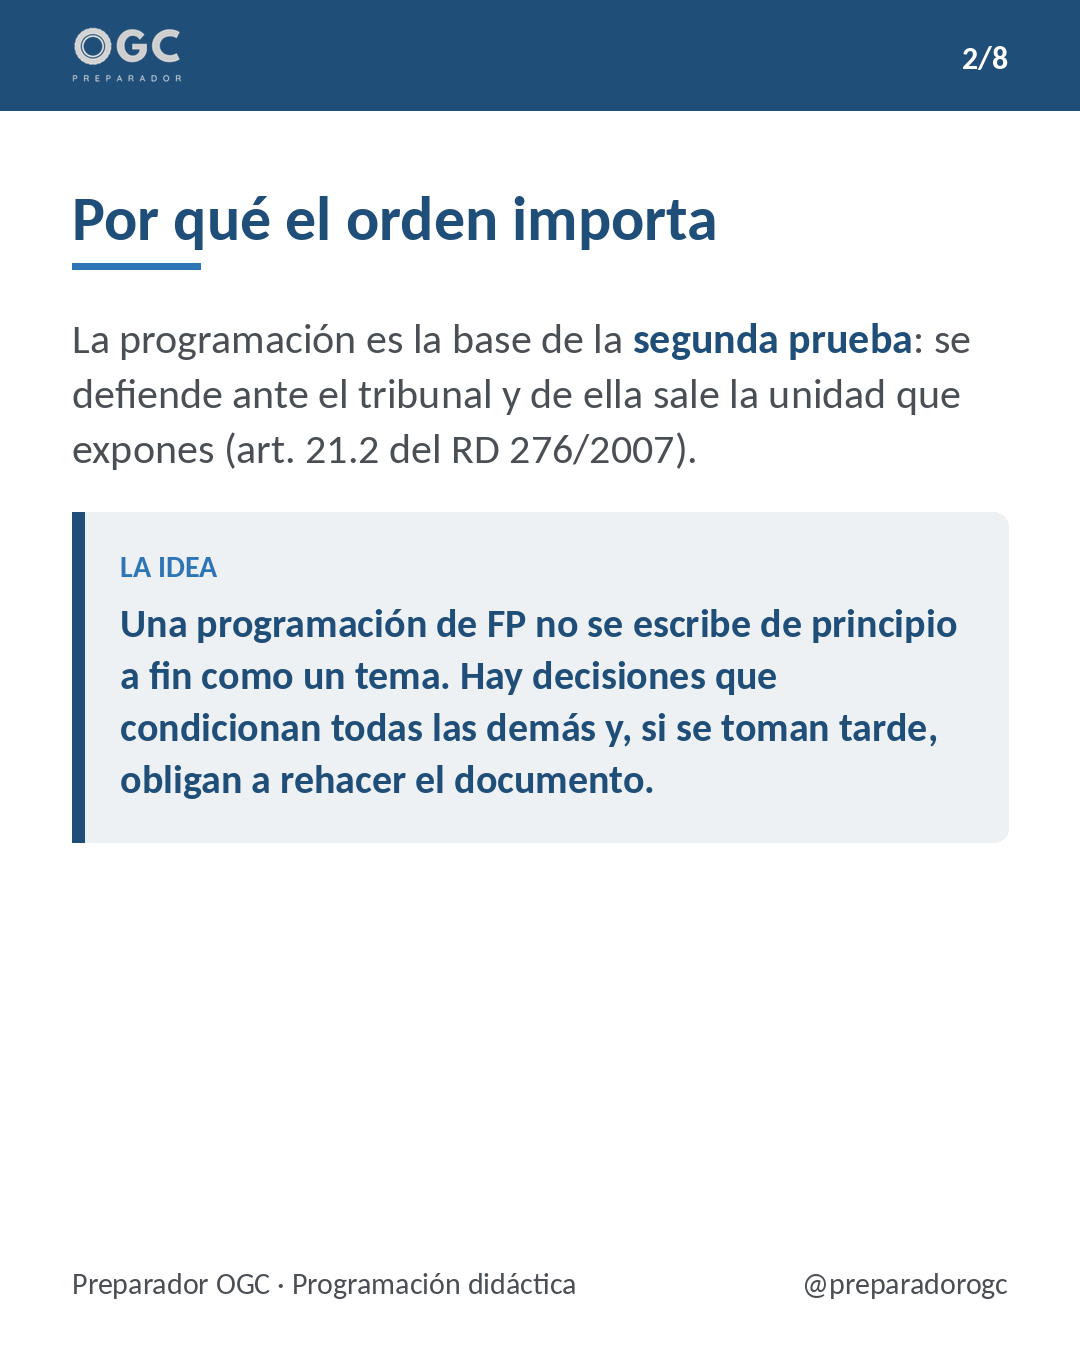 OGC
PREPARADOR
2/8
Por qué el orden importa
La programación es la base de la segunda prueba: se
defiende ante el tribunal y de ella sale la unidad que
expones (art. 21.2 del RD 276/2007).
LA IDEA
Una programación de FP no se escribe de principio
a fin como un tema. Hay decisiones que
condicionan todas las demás y, si se toman tarde,
obligan a rehacer el documento.
Preparador OGC · Programación didáctica
@preparadorogc